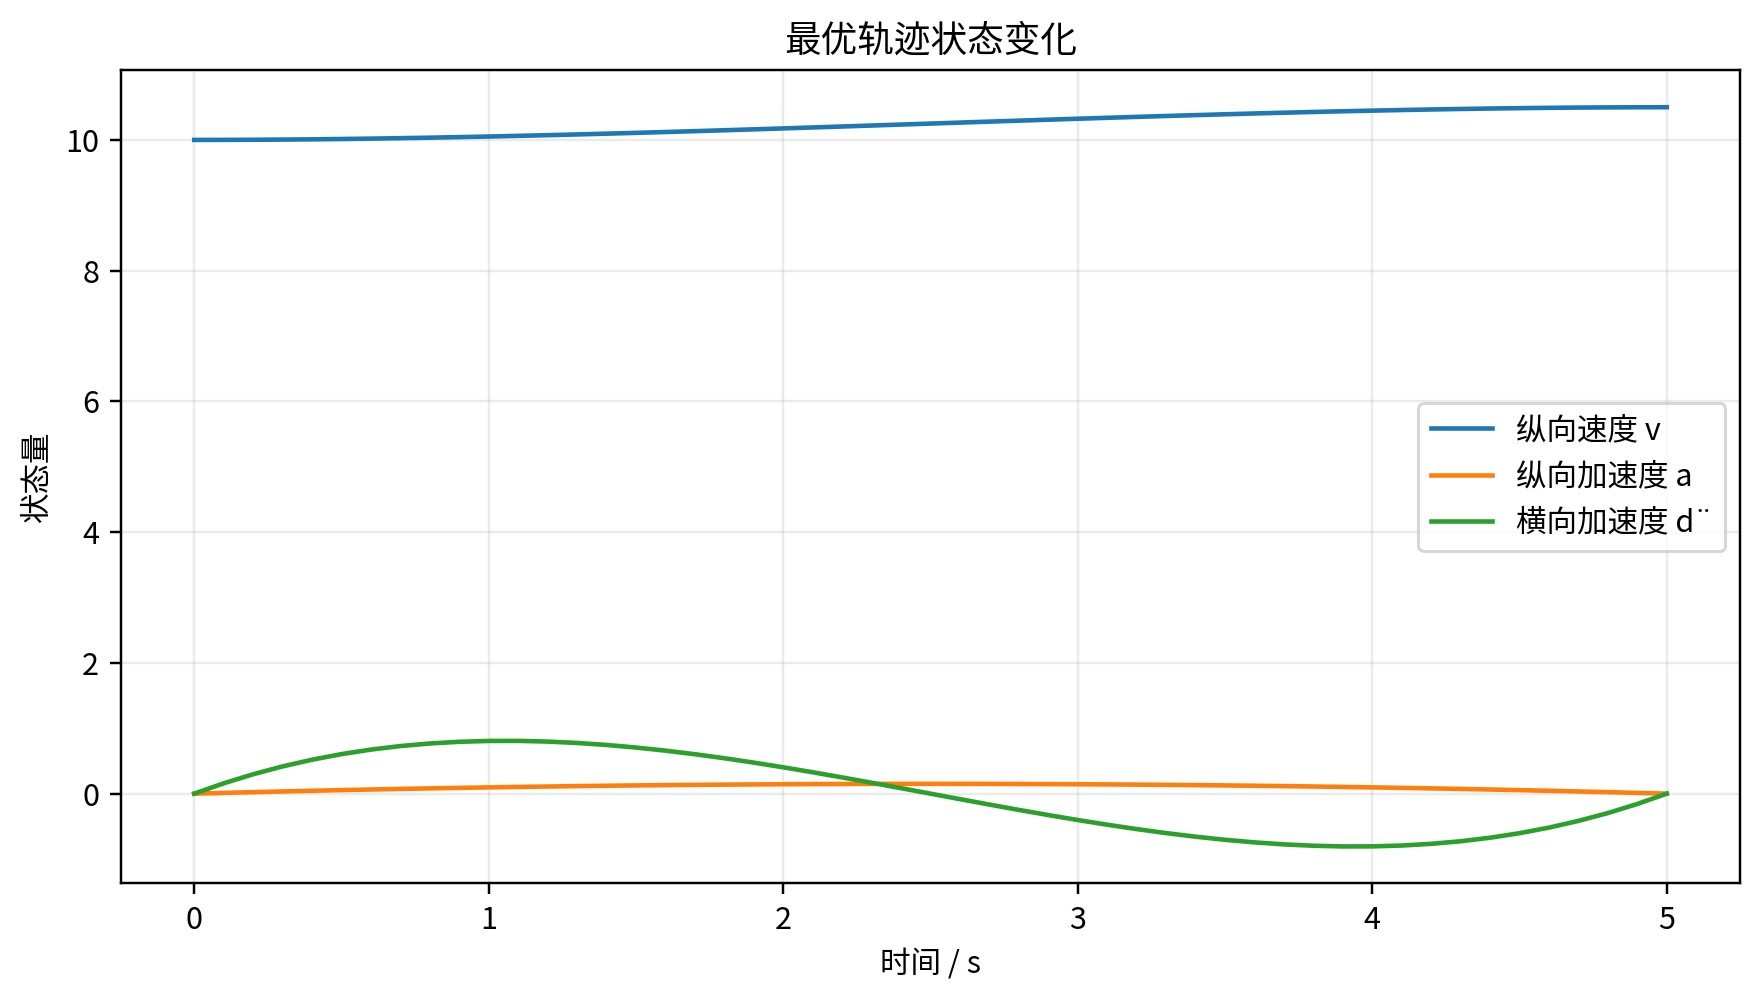 最优轨迹状态变化
状态量
10
8
6
4
2
0
纵向速度 v
纵向加速度 a
横向加速度 d¨
0 1 2 3 4 5
时间 / s